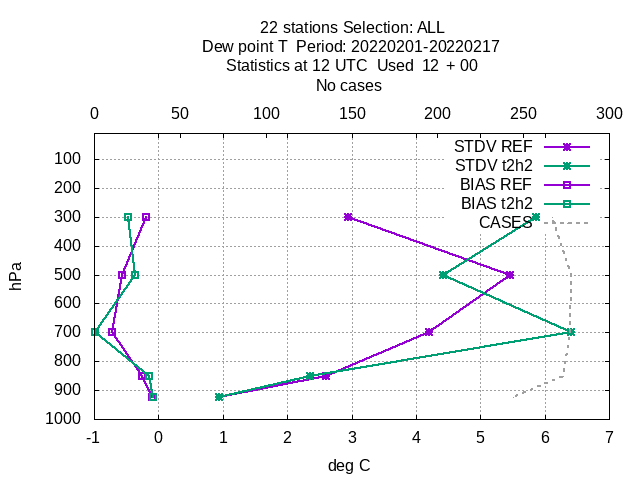 22 stations Selection: ALL
Dew point T  Period: 20220201-20220217
Statistics at 12 UTC  Used  12  + 00
No cases
0 50 100 150 200 250 300
STDV REF
STDV t2h2
BIAS REF
BIAS t2h2
CASES
100
200
300
400
500
600
700
800
900
1000
hPa
-1 0 1 2 3 4 5 6 7
deg C